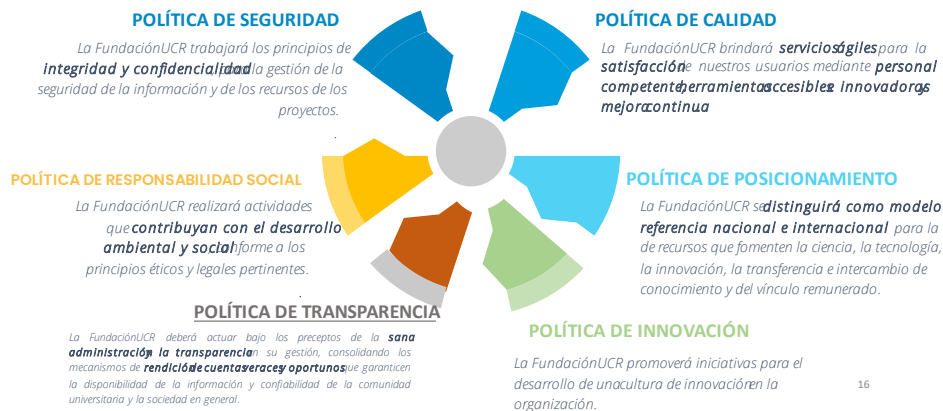 POLÍTICA DE SEGURIDAD
La FundaciónUCR trabajará los principios de
integridad y confidencialidad la gestión de la
seguridad de la información y de los recursos de los
proyectos.
POLÍTICA DE CALIDAD
La FundaciónUCR brindará servicios ágiles para la
satisfacción de nuestros usuarios mediante personal
competente, herramientas accesibles e innovadoras y
mejora continua.
POLÍTICA DE RESPONSABILIDAD SOCIAL
La FundaciónUCR realizará actividades
que contribuyan con el desarrollo
ambiental y social conforme a los
principios éticos y legales pertinentes.
POLÍTICA DE POSICIONAMIENTO
La FundaciónUCR se distinguirá como modelo
referencia nacional e internacional para la
de recursos que fomenten la ciencia, la tecnología,
la innovación, la transferencia e intercambio de
conocimiento y del vínculo remunerado.
POLÍTICA DE TRANSPARENCIA
La FundaciónUCR deberá actuar bajo los preceptos de la sana
administración y la transparencia en su gestión, consolidando los
mecanismos de rendición de cuentas veraces y oportunos que garanticen
la disponibilidad de la información y confiabilidad de la comunidad
universitaria y la sociedad en general.
POLÍTICA DE INNOVACIÓN
La FundaciónUCR promoverá iniciativas para el
desarrollo de una cultura de innovación en la
organización.
16